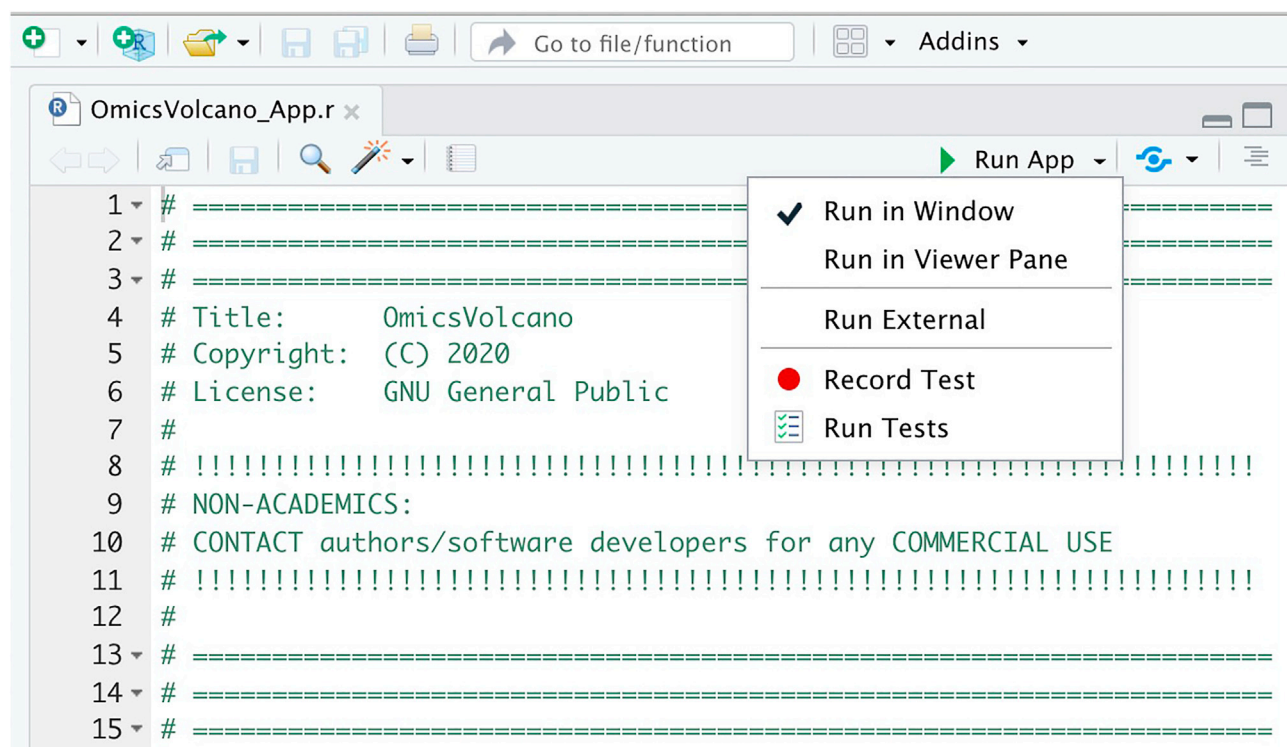 Go to file/function
Addins
OmicsVolcano_App.r
Run App
Run in Window
Run in Viewer Pane
Run External
Record Test
Run Tests
1 # ===================================
2 # ===================================
3 # ===================================
4 # Title:      OmicsVolcano
5 # Copyright:  (C) 2020
6 # License:    GNU General Public
7 #
8 # !!!!!!!!!!!!!!!!!!!!!!!!!!!!!!!!!!!!!!!!!!!!!!!!!!!!!!!!!!!!!!!!!!!
9 # NON-ACADEMICS:
10 # CONTACT authors/software developers for any COMMERCIAL USE
11 # !!!!!!!!!!!!!!!!!!!!!!!!!!!!!!!!!!!!!!!!!!!!!!!!!!!!!!!!!!!!!!!!!!!
12 #
13 # ====================================================================
14 # ====================================================================
15 # ====================================================================